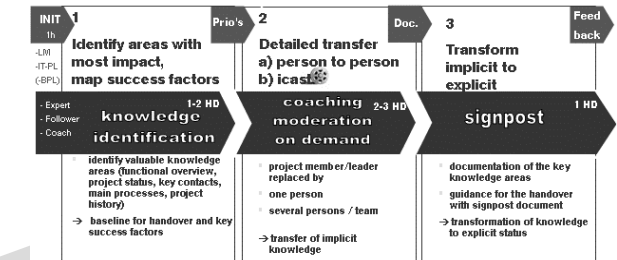 INIT
1h
-LM
-IT-PL
(-BPL)
- Expert
- Follower
- Coach
1
Identify areas with
most impact,
map success factors
1-2 HD
knowledge
identification
identify valuable knowledge
areas (functional overview,
project status, key contacts,
main processes, project
history)
→ baseline for handover and key
success factors
Prio's
2
Detailed transfer
a) person to person
b) icast
coaching
2-3 HD
moderation
on demand
project member/leader
replaced by
one person
several persons / team
→ transfer of implicit
knowledge
Doc.
3
Transform
implicit to
explicit
1 HD
signpost
documentation of the key
knowledge areas
guidance for the handover
with signpost document
→ transformation of knowledge
to explicit status
Feed
back